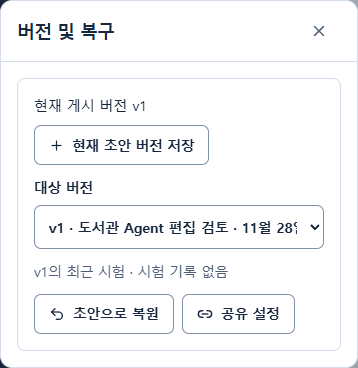 버전 및 복구
현재 게시 버전 v1
현재 초안 버전 저장
대상 버전
v1 · 도서관 Agent 편집 검토 · 11월 28일
v1의 최근 시험 · 시험 기록 없음
초안으로 복원 공유 설정